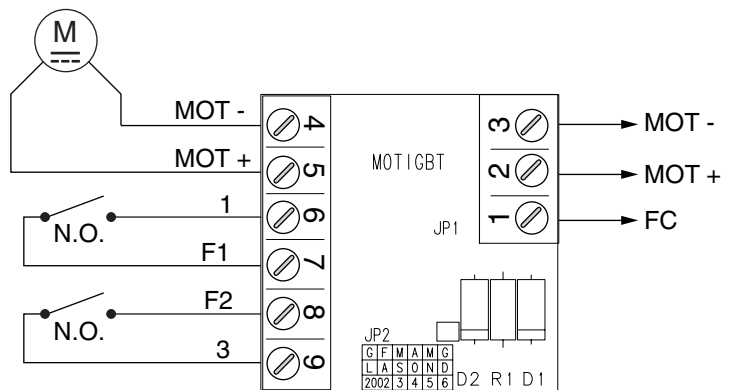 M
MOT -
MOT +
1
F1
F2
3
N.O.
N.O.
4
5
6
7
8
9
MOTIGBT
JP1
3
2
1
MOT -
MOT +
FC
JP2
G F M A M G
L A S O N D
2002 3 4 5 6
D2 R1 D1